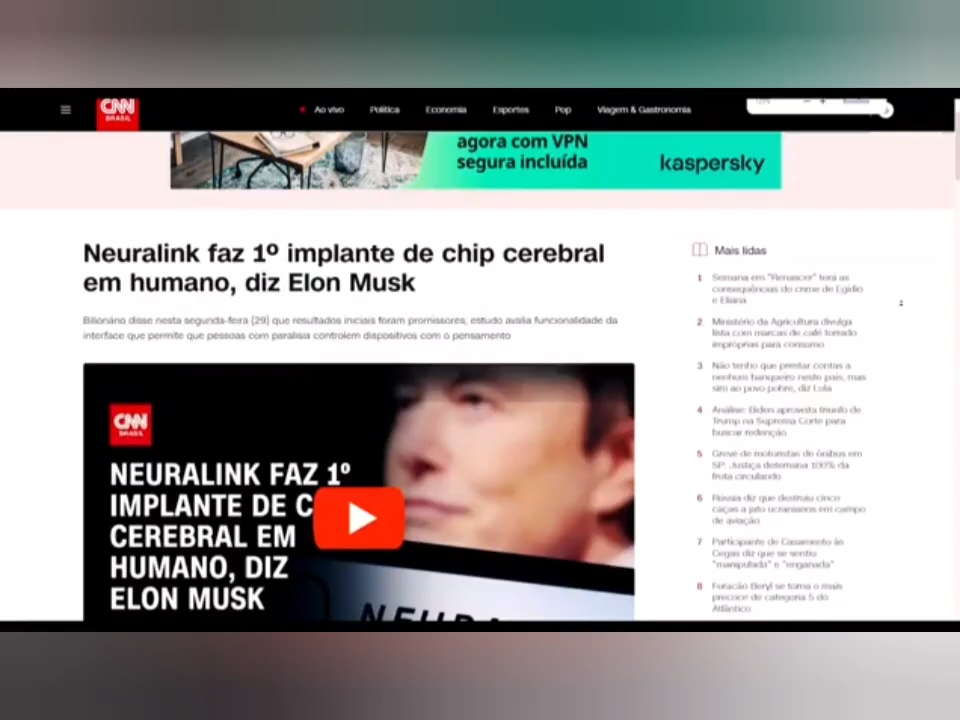 CNN
BRASIL
Ao vivo
Política
Economia
Esportes
Pop
Viagem & Gastronomia
agora com VPN
segura incluída
kaspersky
Neuralink faz 1º implante de chip cerebral
em humano, diz Elon Musk
Bilionário disse nesta segunda-feira (29) que resultados iniciais foram promissores; estudo avalia funcionalidade da
interface que permite que pessoas com paralisia controlem dispositivos com o pensamento
CNN
BRASIL
NEURALINK FAZ 1º
IMPLANTE DE C
CEREBRAL EM
HUMANO, DIZ
ELON MUSK
NEURA
Mais lidas
1 Semana em "Renascer" terá as
consequências do crime de Egídio
e Eliana
2 Ministério da Agricultura divulga
lista com marcas de café torrado
impróprias para consumo
3 Não tenho que prestar contas a
nenhum banqueiro neste país, mas
sim ao povo pobre, diz Lula
4 Análise: Biden aproveita triunfo de
Trump na Suprema Corte para
buscar redenção
5 Greve de motoristas de ônibus em
SP: Justiça determina 100% da
frota circulando
6 Rússia diz que destruiu cinco
caças a jato ucranianos em campo
de aviação
7 Participante de Casamento às
Cegas diz que se sentiu
"manipulada" e "enganada"
8 Furacão Beryl se torna o mais
precoce de categoria 5 do
Atlântico